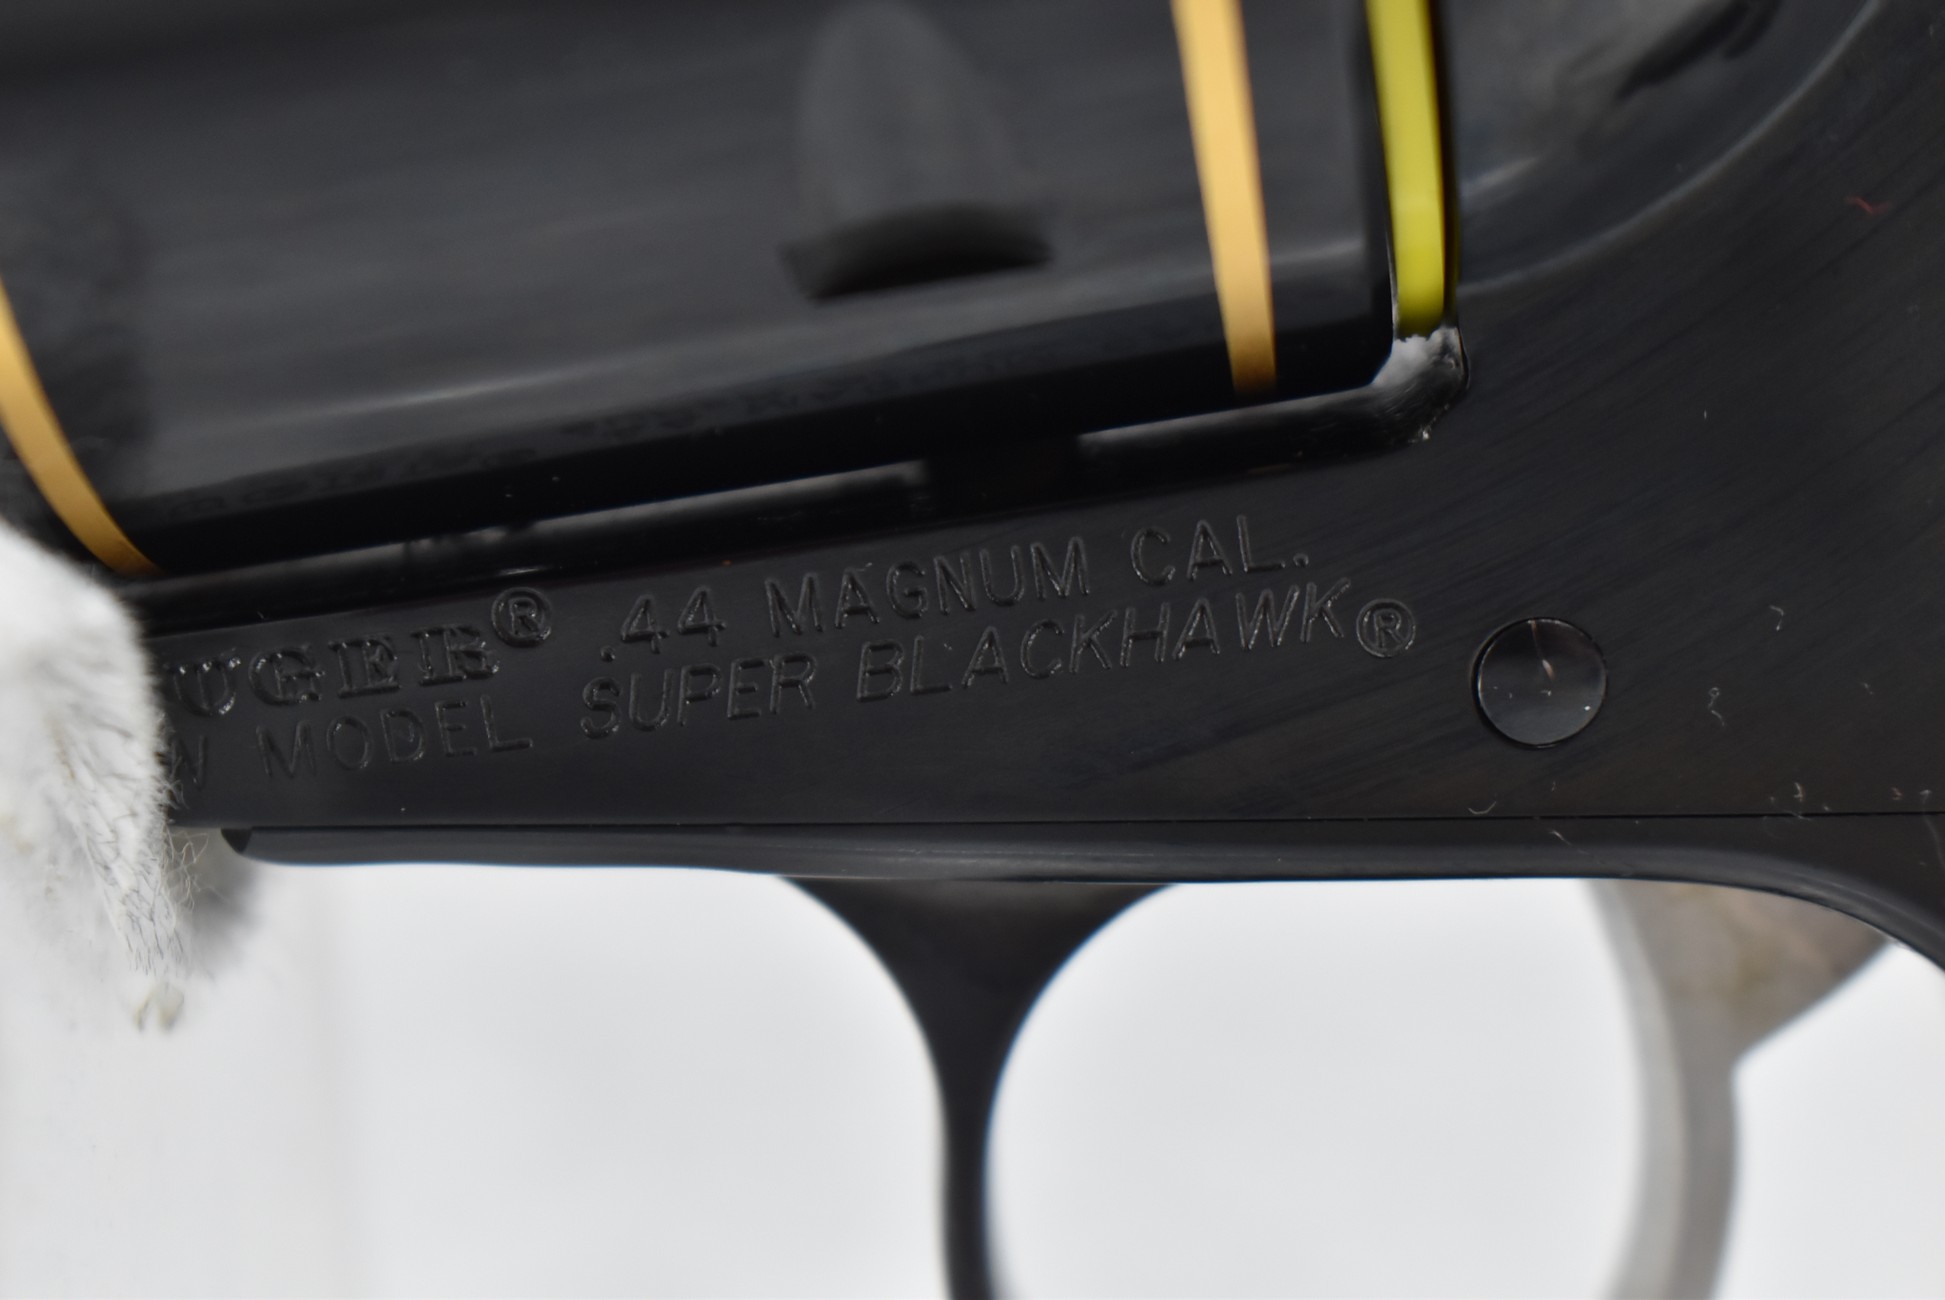 UGER® .44 MAGNUM CAL.
W MODEL SUPER BLACKHAWK®